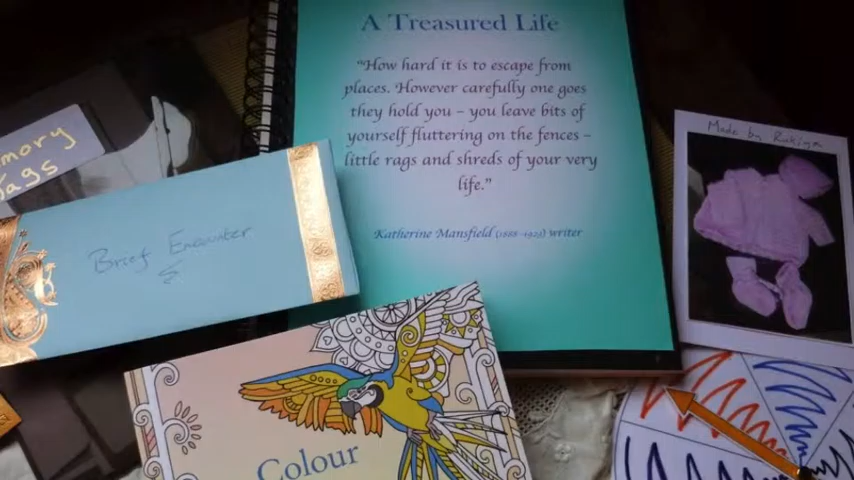 A Treasured Life
"How hard it is to escape from
places. However carefully one goes
they hold you – you leave bits of
yourself fluttering on the fences –
little rags and shreds of your very
life."
Katherine Mansfield (1888-1923) writer
mory
ags
Brief Encounter
Made by Rukiya
Colour